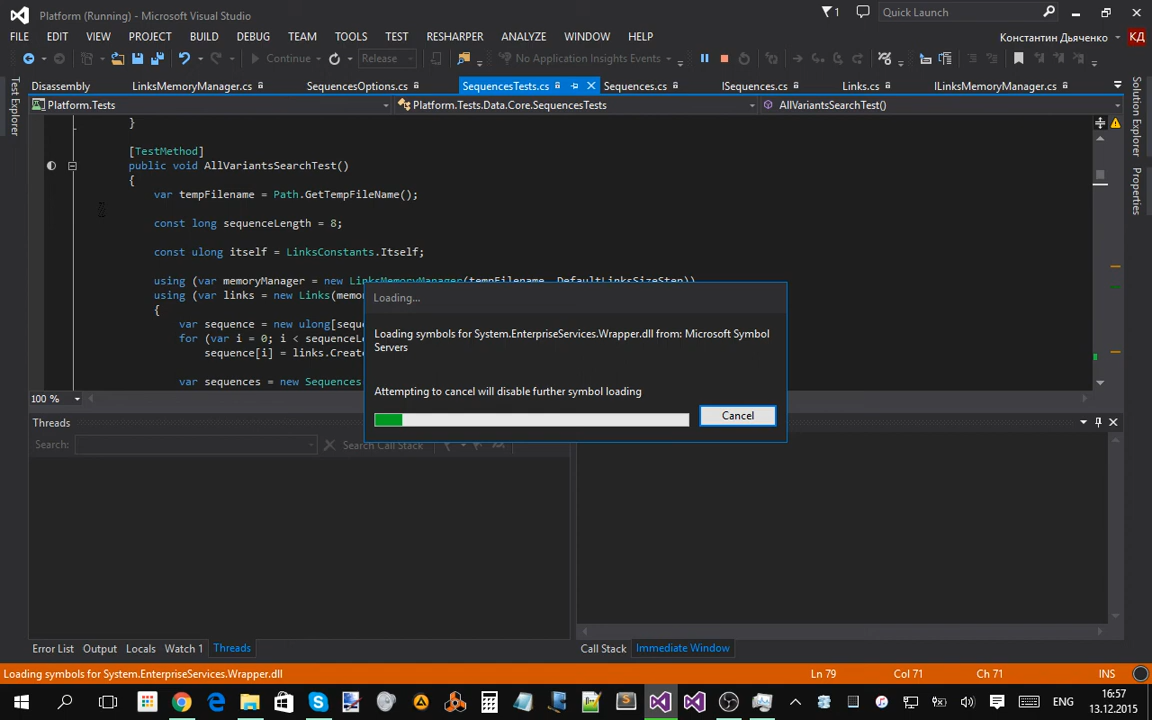 Platform (Running) - Microsoft Visual Studio
1
Quick Launch
FILE EDIT VIEW PROJECT BUILD DEBUG TEAM TOOLS TEST RESHARPER ANALYZE WINDOW HELP
Константин Дьяченко
КД
Continue
Release
No Application Insights Events
Disassembly LinksMemoryManager.cs SequencesOptions.cs SequencesTests.cs Sequences.cs ISequences.cs Links.cs ILinksMemoryManager.cs
Test Explorer
Solution Explorer
Properties
Platform.Tests
Platform.Tests.Data.Core.SequencesTests
AllVariantsSearchTest()
}
[TestMethod]
public void AllVariantsSearchTest()
{
var tempFilename = Path.GetTempFileName();
const long sequenceLength = 8;
const ulong itself = LinksConstants.Itself;
using (var memoryManager = new LinksMemoryManager(tempFilename, DefaultLinksSizeStep))
using (var links = new Links(memo
{
var sequence = new ulong[sequ
for (var i = 0; i < sequenceLe
sequence[i] = links.Create
var sequences = new Sequences
Loading...
Loading symbols for System.EnterpriseServices.Wrapper.dll from: Microsoft Symbol
Servers
Attempting to cancel will disable further symbol loading
Cancel
100 %
Threads
Search:
Search Call Stack
Error List Output Locals Watch 1 Threads
Call Stack Immediate Window
Loading symbols for System.EnterpriseServices.Wrapper.dll
Ln 79 Col 71 Ch 71 INS
ENG
16:57
13.12.2015